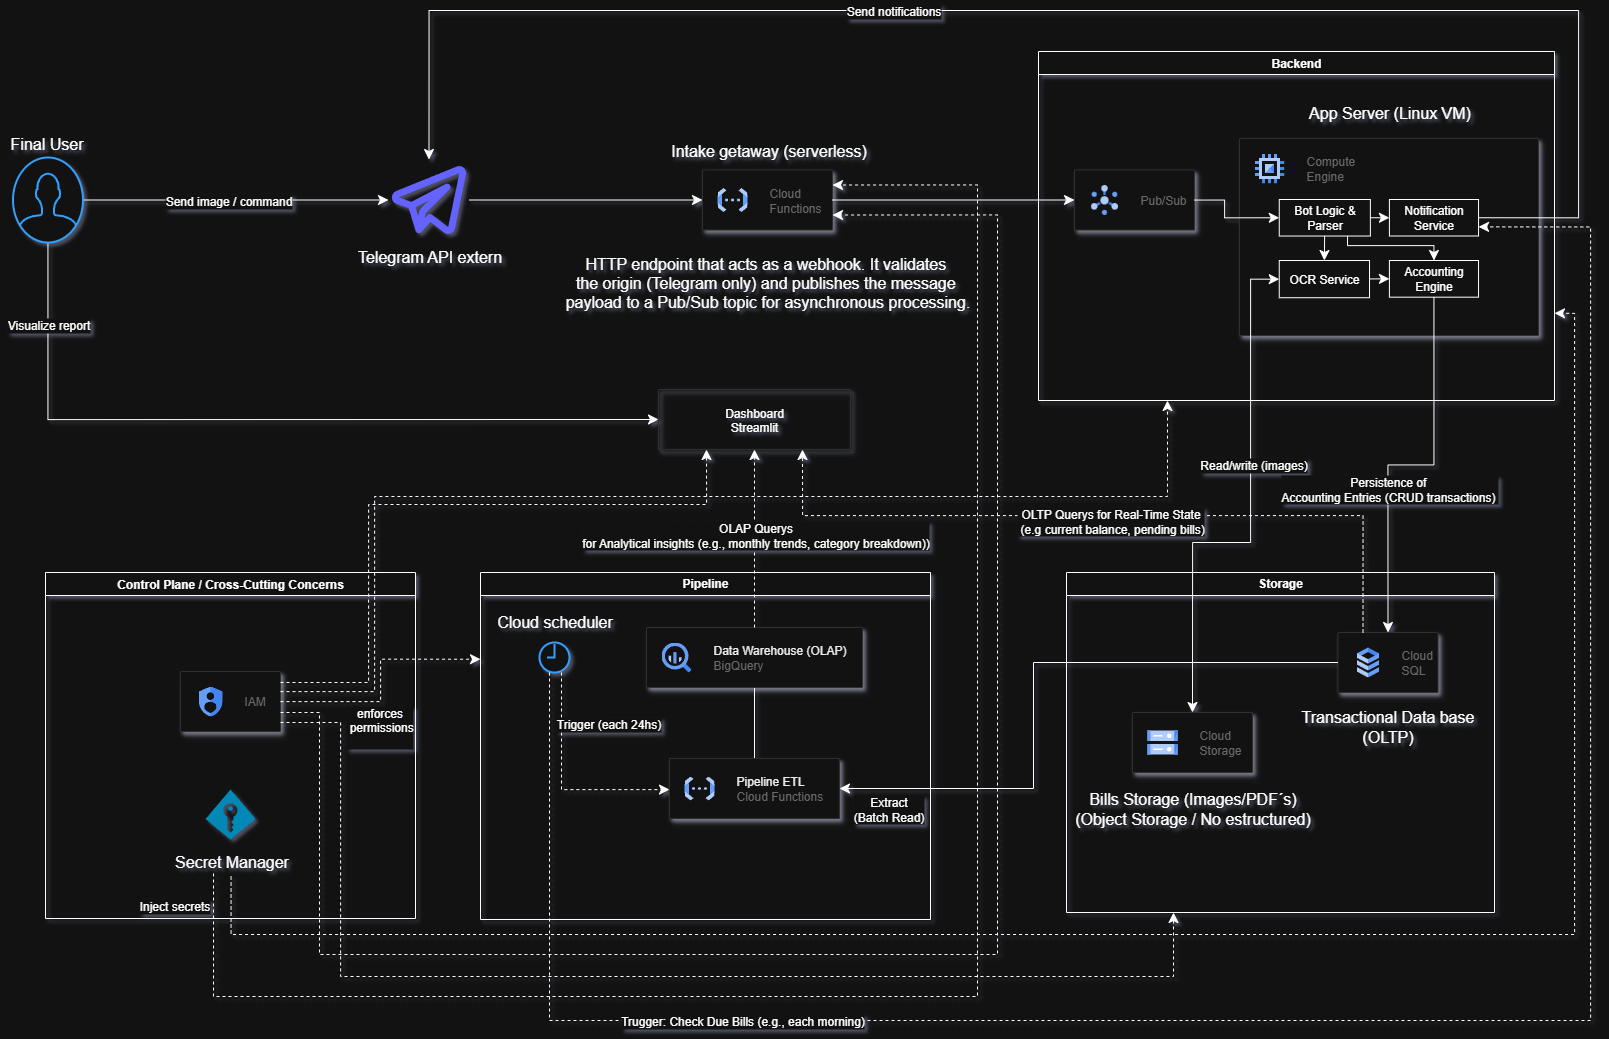 Send notifications
Backend
App Server (Linux VM)
Final User
Intake getaway (serverless)
Compute
Engine
Send image / command
Cloud
Functions
Pub/Sub
Bot Logic &
Parser
Notification
Service
Telegram API extern
HTTP endpoint that acts as a webhook. It validates
the origin (Telegram only) and publishes the message
payload to a Pub/Sub topic for asynchronous processing.
OCR Service
Accounting
Engine
Visualize report
Dashboard
Streamlit
Read/write (images)
Persistence of
Accounting Entries (CRUD transactions)
OLAP Querys
for Analytical insights (e.g., monthly trends, category breakdown))
OLTP Querys for Real-Time State
(e.g current balance, pending bills)
Control Plane / Cross-Cutting Concerns
Pipeline
Storage
Cloud scheduler
Data Warehouse (OLAP)
BigQuery
Cloud
SQL
IAM
enforces
permissions
Trigger (each 24hs)
Transactional Data base
(OLTP)
Cloud
Storage
Pipeline ETL
Cloud Functions
Extract
(Batch Read)
Bills Storage (Images/PDF´s)
(Object Storage / No estructured)
Secret Manager
Inject secrets
Trugger: Check Due Bills (e.g., each morning)